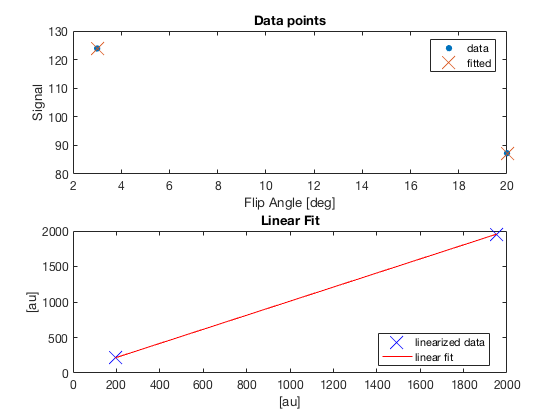 Data points
130
120
110
100
90
80
Signal
data
fitted
2 4 6 8 10 12 14 16 18 20
Flip Angle [deg]
Linear Fit
2000
1500
1000
500
0
[au]
linearized data
linear fit
0 200 400 600 800 1000 1200 1400 1600 1800 2000
[au]